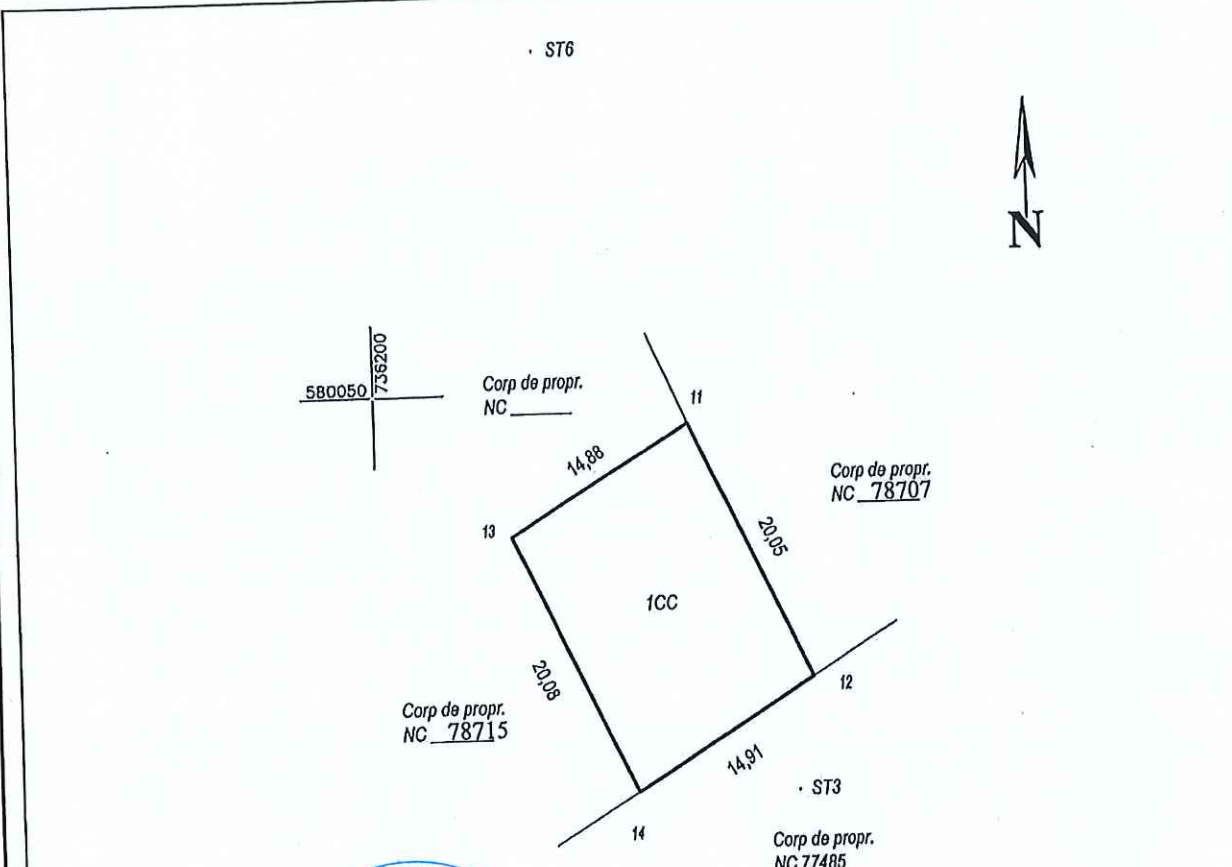 ST6
N
736200
580050
Corp de propr.
NC
11
14,88
Corp de propr.
NC 78707
13
20,05
1CC
20,08
12
Corp de propr.
NC 78715
14,91
ST3
14
Corp de propr.
NC 77485